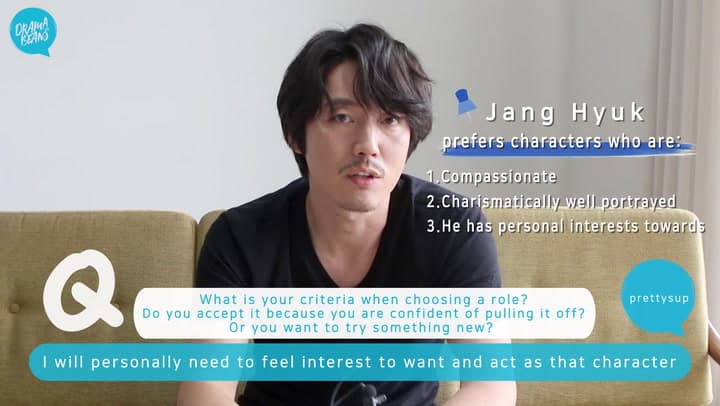 DRAMA
BEANS
Jang Hyuk
prefers characters who are:
1.Compassionate
2.Charismatically well portrayed
3.He has personal interests towards
Q
What is your criteria when choosing a role?
Do you accept it because you are confident of pulling it off?
Or you want to try something new?
prettysup
I will personally need to feel interest to want and act as that character